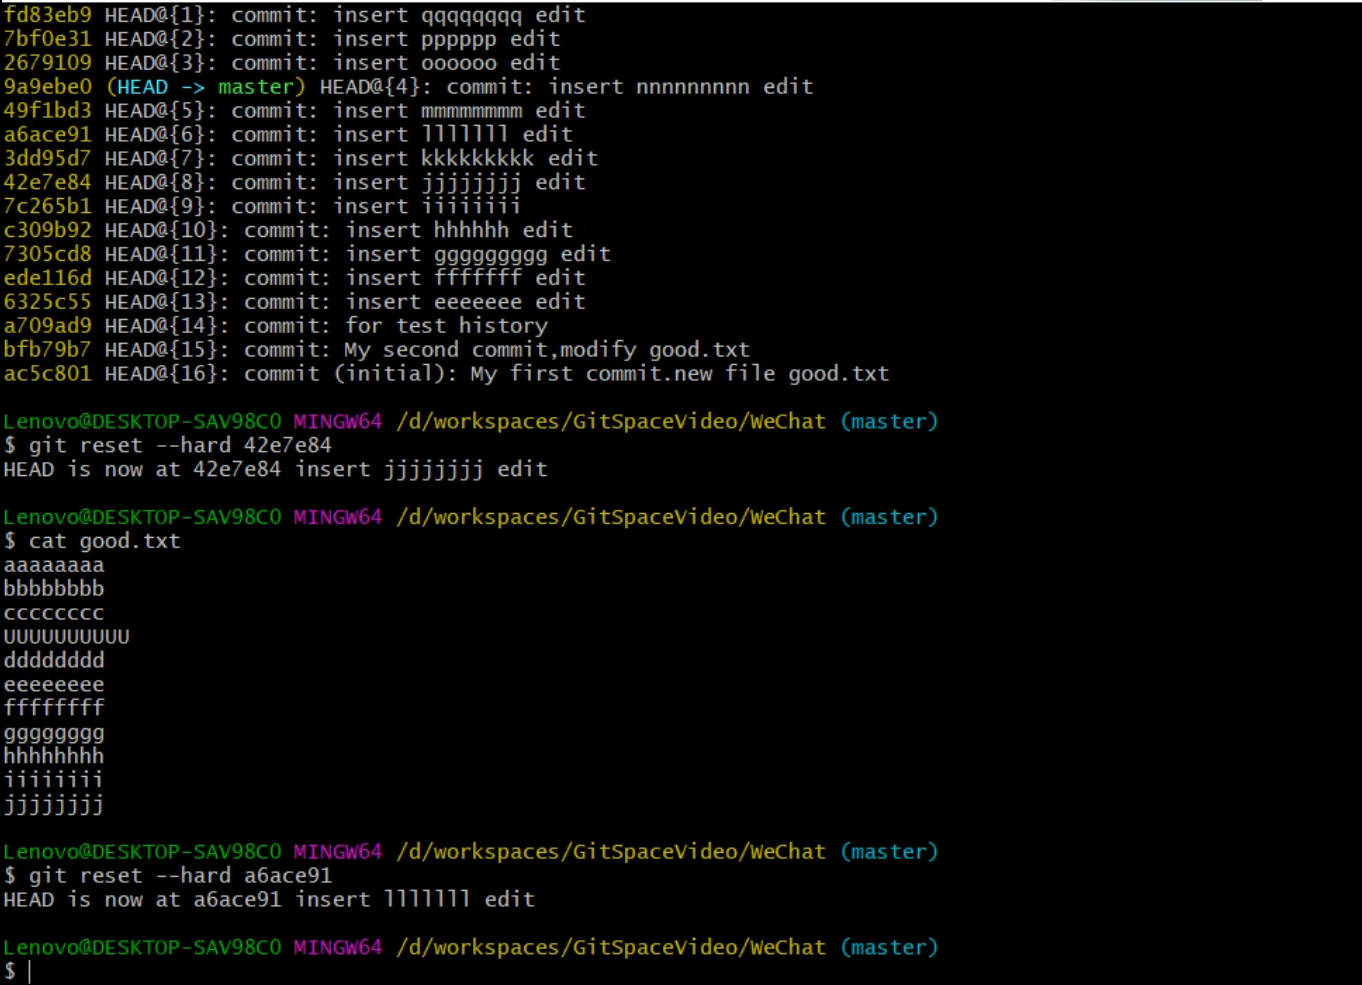 fd83eb9 HEAD@{1}: commit: insert qqqqqqqq edit
7bf0e31 HEAD@{2}: commit: insert pppppp edit
2679109 HEAD@{3}: commit: insert oooooo edit
9a9ebe0 (HEAD -> master) HEAD@{4}: commit: insert nnnnnnnnn edit
49f1bd3 HEAD@{5}: commit: insert mmmmmmmm edit
a6ace91 HEAD@{6}: commit: insert lllllll edit
3dd95d7 HEAD@{7}: commit: insert kkkkkkkkk edit
42e7e84 HEAD@{8}: commit: insert jjjjjjjj edit
7c265b1 HEAD@{9}: commit: insert iiiiiiii
c309b92 HEAD@{10}: commit: insert hhhhhh edit
7305cd8 HEAD@{11}: commit: insert ggggggggg edit
ede116d HEAD@{12}: commit: insert fffffff edit
6325c55 HEAD@{13}: commit: insert eeeeeee edit
a709ad9 HEAD@{14}: commit: for test history
bfb79b7 HEAD@{15}: commit: My second commit,modify good.txt
ac5c801 HEAD@{16}: commit (initial): My first commit.new file good.txt
Lenovo@DESKTOP-SAV98CO MINGW64 /d/workspaces/GitSpaceVideo/WeChat (master)
$ git reset --hard 42e7e84
HEAD is now at 42e7e84 insert jjjjjjjj edit
Lenovo@DESKTOP-SAV98CO MINGW64 /d/workspaces/GitSpaceVideo/WeChat (master)
$ cat good.txt
aaaaaaaa
bbbbbbbb
cccccccc
UUUUUUUUUU
dddddddd
eeeeeeee
ffffffff
gggggggg
hhhhhhhh
iiiiiiii
jjjjjjjj
Lenovo@DESKTOP-SAV98CO MINGW64 /d/workspaces/GitSpaceVideo/WeChat (master)
$ git reset --hard a6ace91
HEAD is now at a6ace91 insert lllllll edit
Lenovo@DESKTOP-SAV98CO MINGW64 /d/workspaces/GitSpaceVideo/WeChat (master)
$